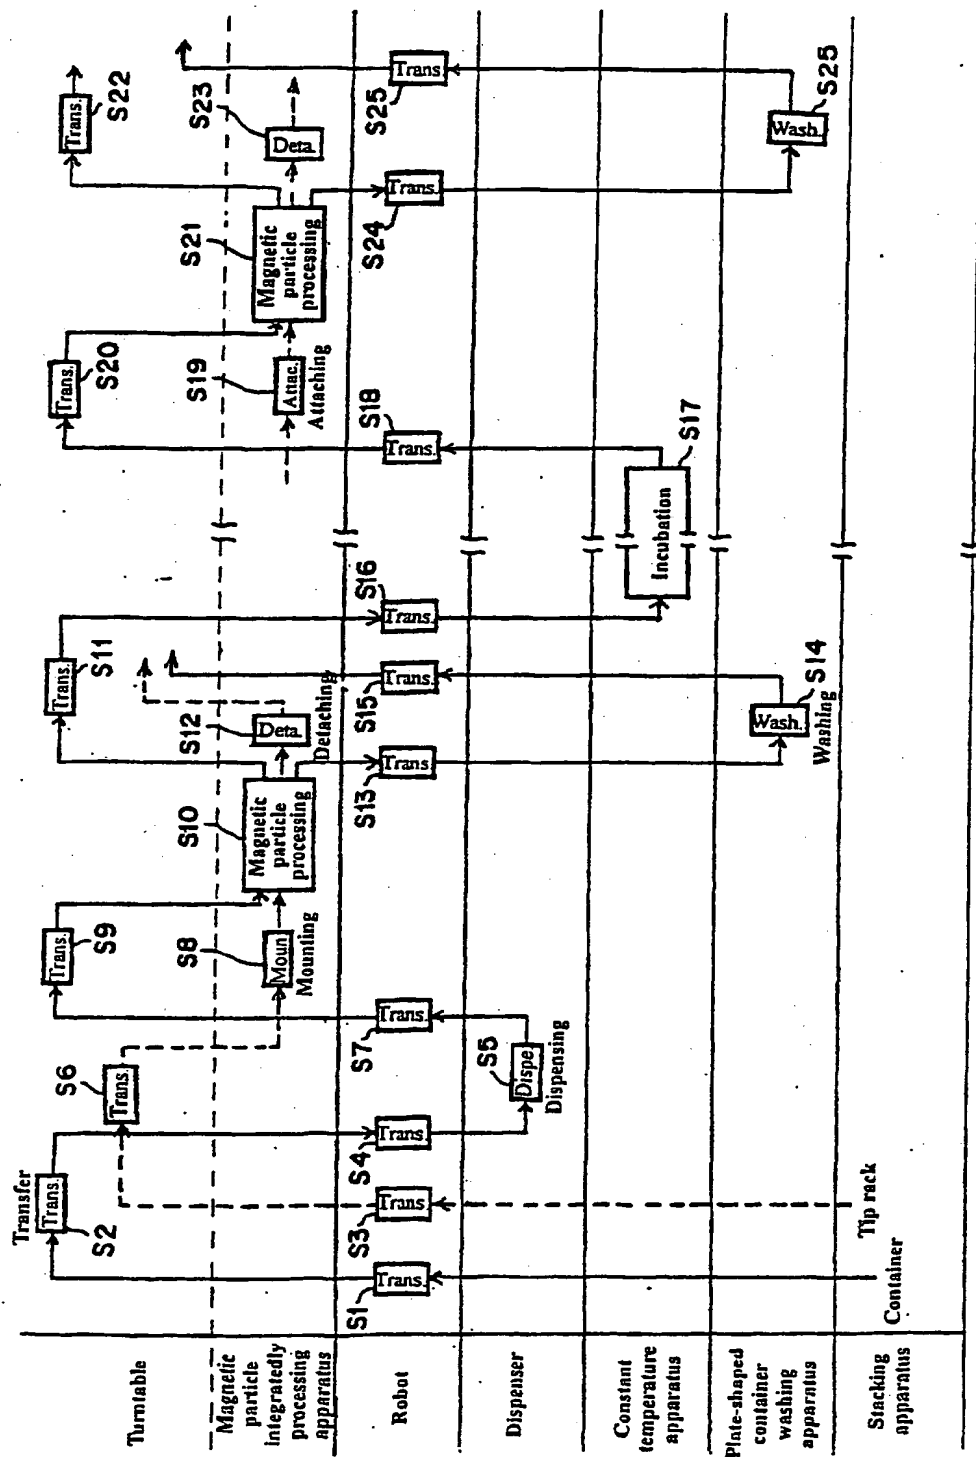 Turntable
Magnetic
particle
integratedly
processing
apparatus
Robot
Dispenser
Constant
temperature
apparatus
Plate-shaped
container
washing
apparatus
Stacking
apparatus
Container
Tip rack
Trans.
S1
Transfer
Trans.
S2
Trans
S3
Trans.
S4
Dispe.
S5
Dispensing
Trans.
S6
Trans.
S7
Moun
S8
Mounting
Trans.
S9
Magnetic
particle
processing
S10
Trans.
S11
Deta.
S12
Detaching
Trans
S13
Wash.
S14
Washing
Trans.
S15
Trans.
S16
Incubation
S17
Trans.
S18
Attac.
S19
Attaching
Trans.
S20
Magnetic
particle
processing
S21
Trans.
S22
Deta.
S23
Trans.
S24
Trans
S25
Wash.
S25